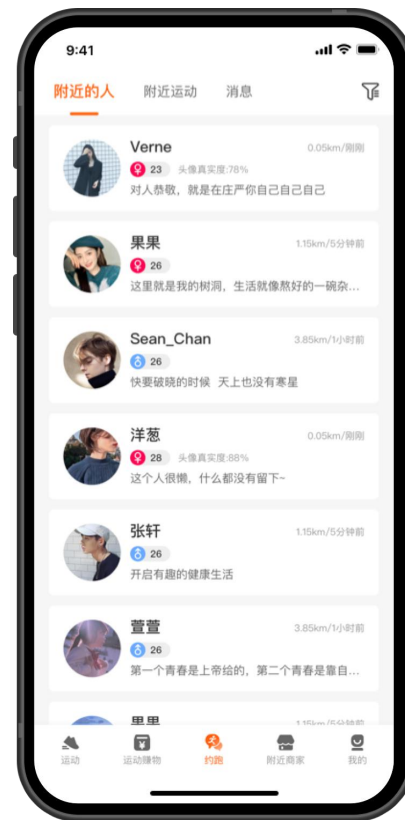 9:41
附近的人 附近运动 消息
Verne 0.05km/刚刚
23 头像真实度:78%
对人恭敬，就是在庄严你自己自己自己
果果 1.15km/5分钟前
26
这里就是我的树洞，生活就像熬好的一碗杂...
Sean_Chan 3.85km/1小时前
26
快要破晓的时候 天上也没有寒星
洋葱 0.05km/刚刚
28 头像真实度:88%
这个人很懒，什么都没有留下~
张轩 1.15km/5分钟前
26
开启有趣的健康生活
萱萱 3.85km/1小时前
26
第一个青春是上帝给的，第二个青春是靠自...
果果 1.15km/5分钟前
运动 运动赚物 约跑 附近商家 我的